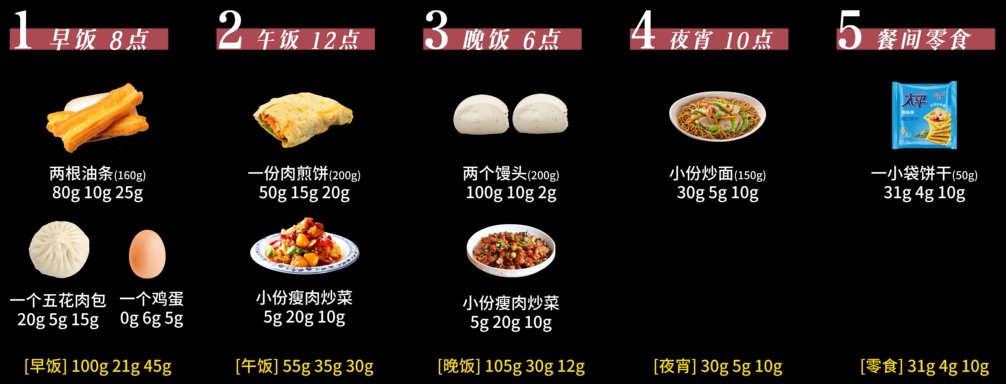 1 早饭 8点
两根油条(160g)
80g 10g 25g
一个五花肉包
20g 5g 15g
一个鸡蛋
0g 6g 5g
[早饭] 100g 21g 45g
2 午饭 12点
一份肉煎饼(200g)
50g 15g 20g
小份瘦肉炒菜
5g 20g 10g
[午饭] 55g 35g 30g
3 晚饭 6点
两个馒头(200g)
100g 10g 2g
小份瘦肉炒菜
5g 20g 10g
[晚饭] 105g 30g 12g
4 夜宵 10点
小份炒面(150g)
30g 5g 10g
[夜宵] 30g 5g 10g
5 餐间零食
太平
一小袋饼干(50g)
31g 4g 10g
[零食] 31g 4g 10g